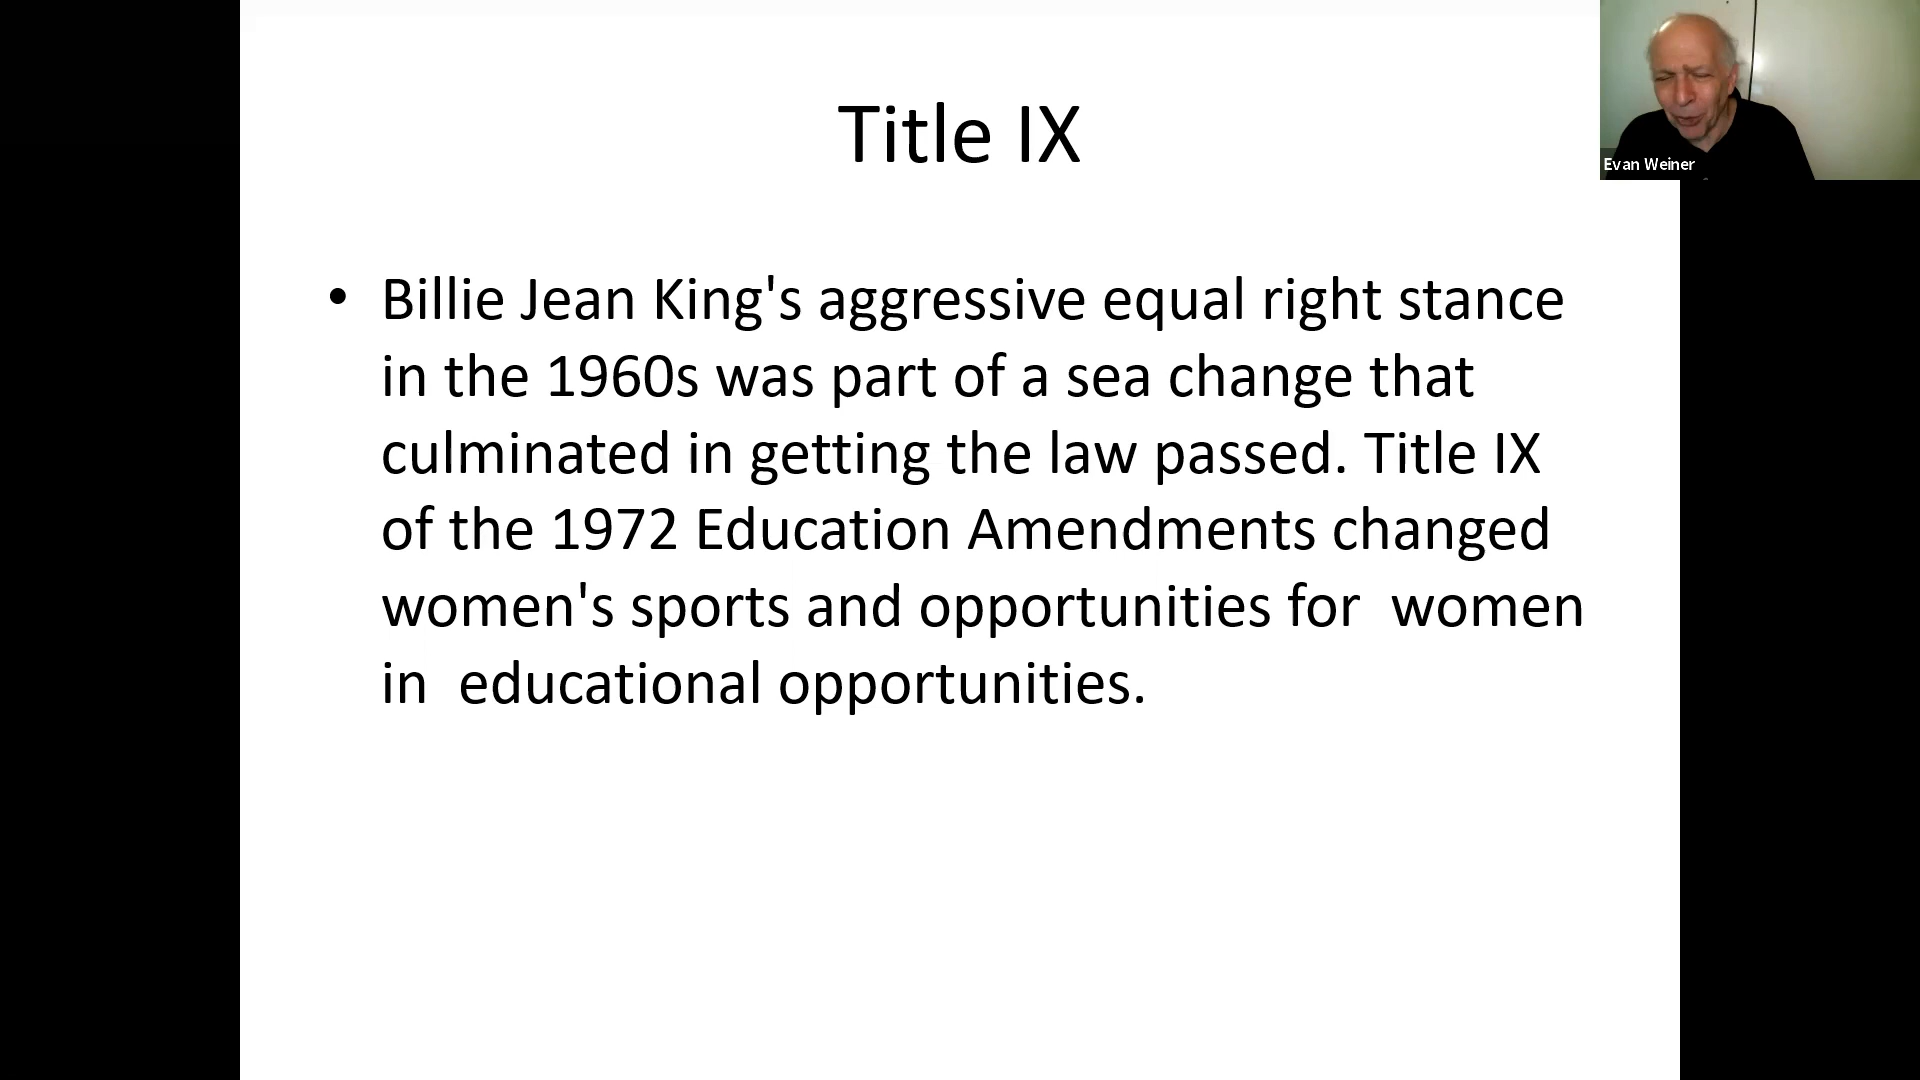 Title IX
Evan Weiner
• Billie Jean King's aggressive equal right stance
in the 1960s was part of a sea change that
culminated in getting the law passed. Title IX
of the 1972 Education Amendments changed
women's sports and opportunities for  women
in  educational opportunities.